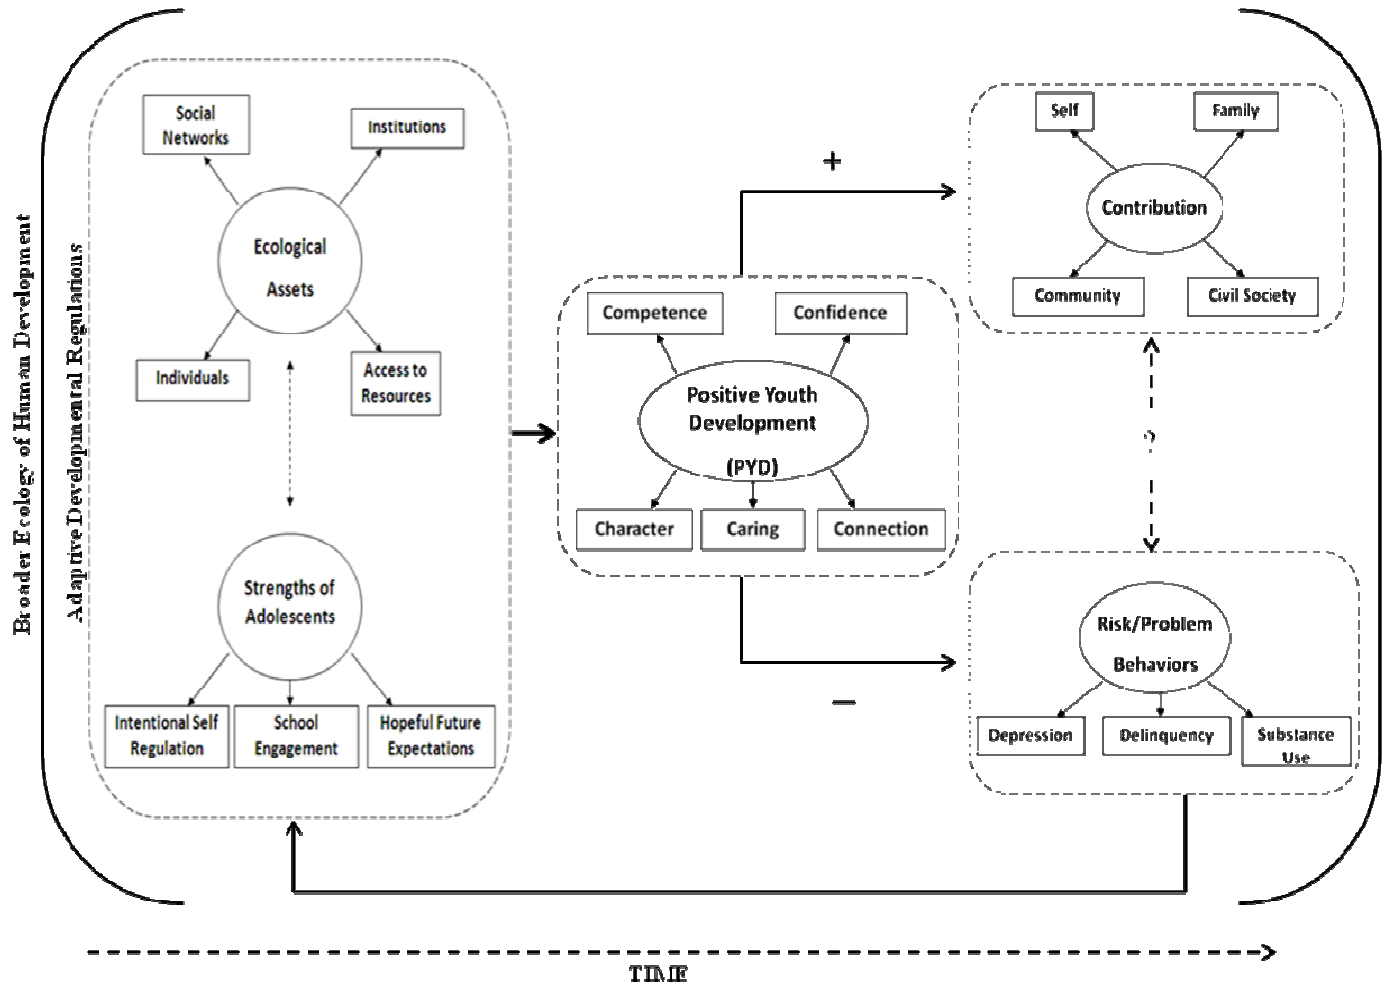 Broader Ecology of Human Development
Adaptive Developmental Regulations
Social
Networks
Institutions
Ecological
Assets
Individuals
Access to
Resources
Strengths of
Adolescents
Intentional Self
Regulation
School
Engagement
Hopeful Future
Expectations
Competence
Confidence
Positive Youth
Development
(PYD)
Character
Caring
Connection
+
–
Self
Family
Contribution
Community
Civil Society
?
Risk/Problem
Behaviors
Depression
Delinquency
Substance
Use
TIME